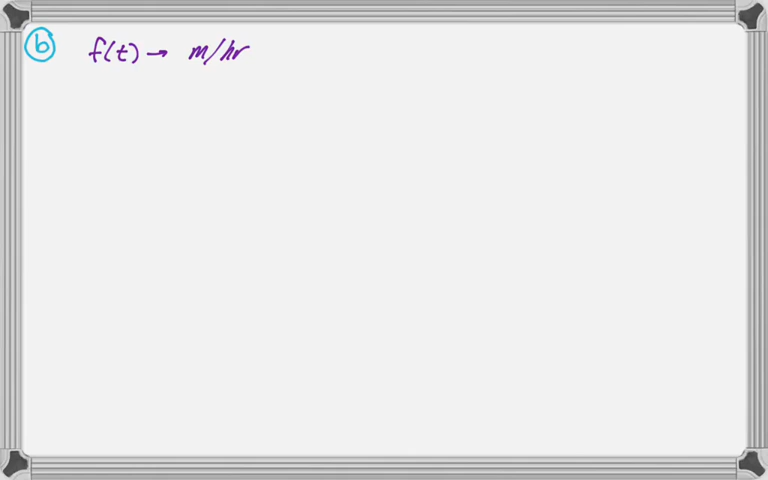 b f(t) → m/hr